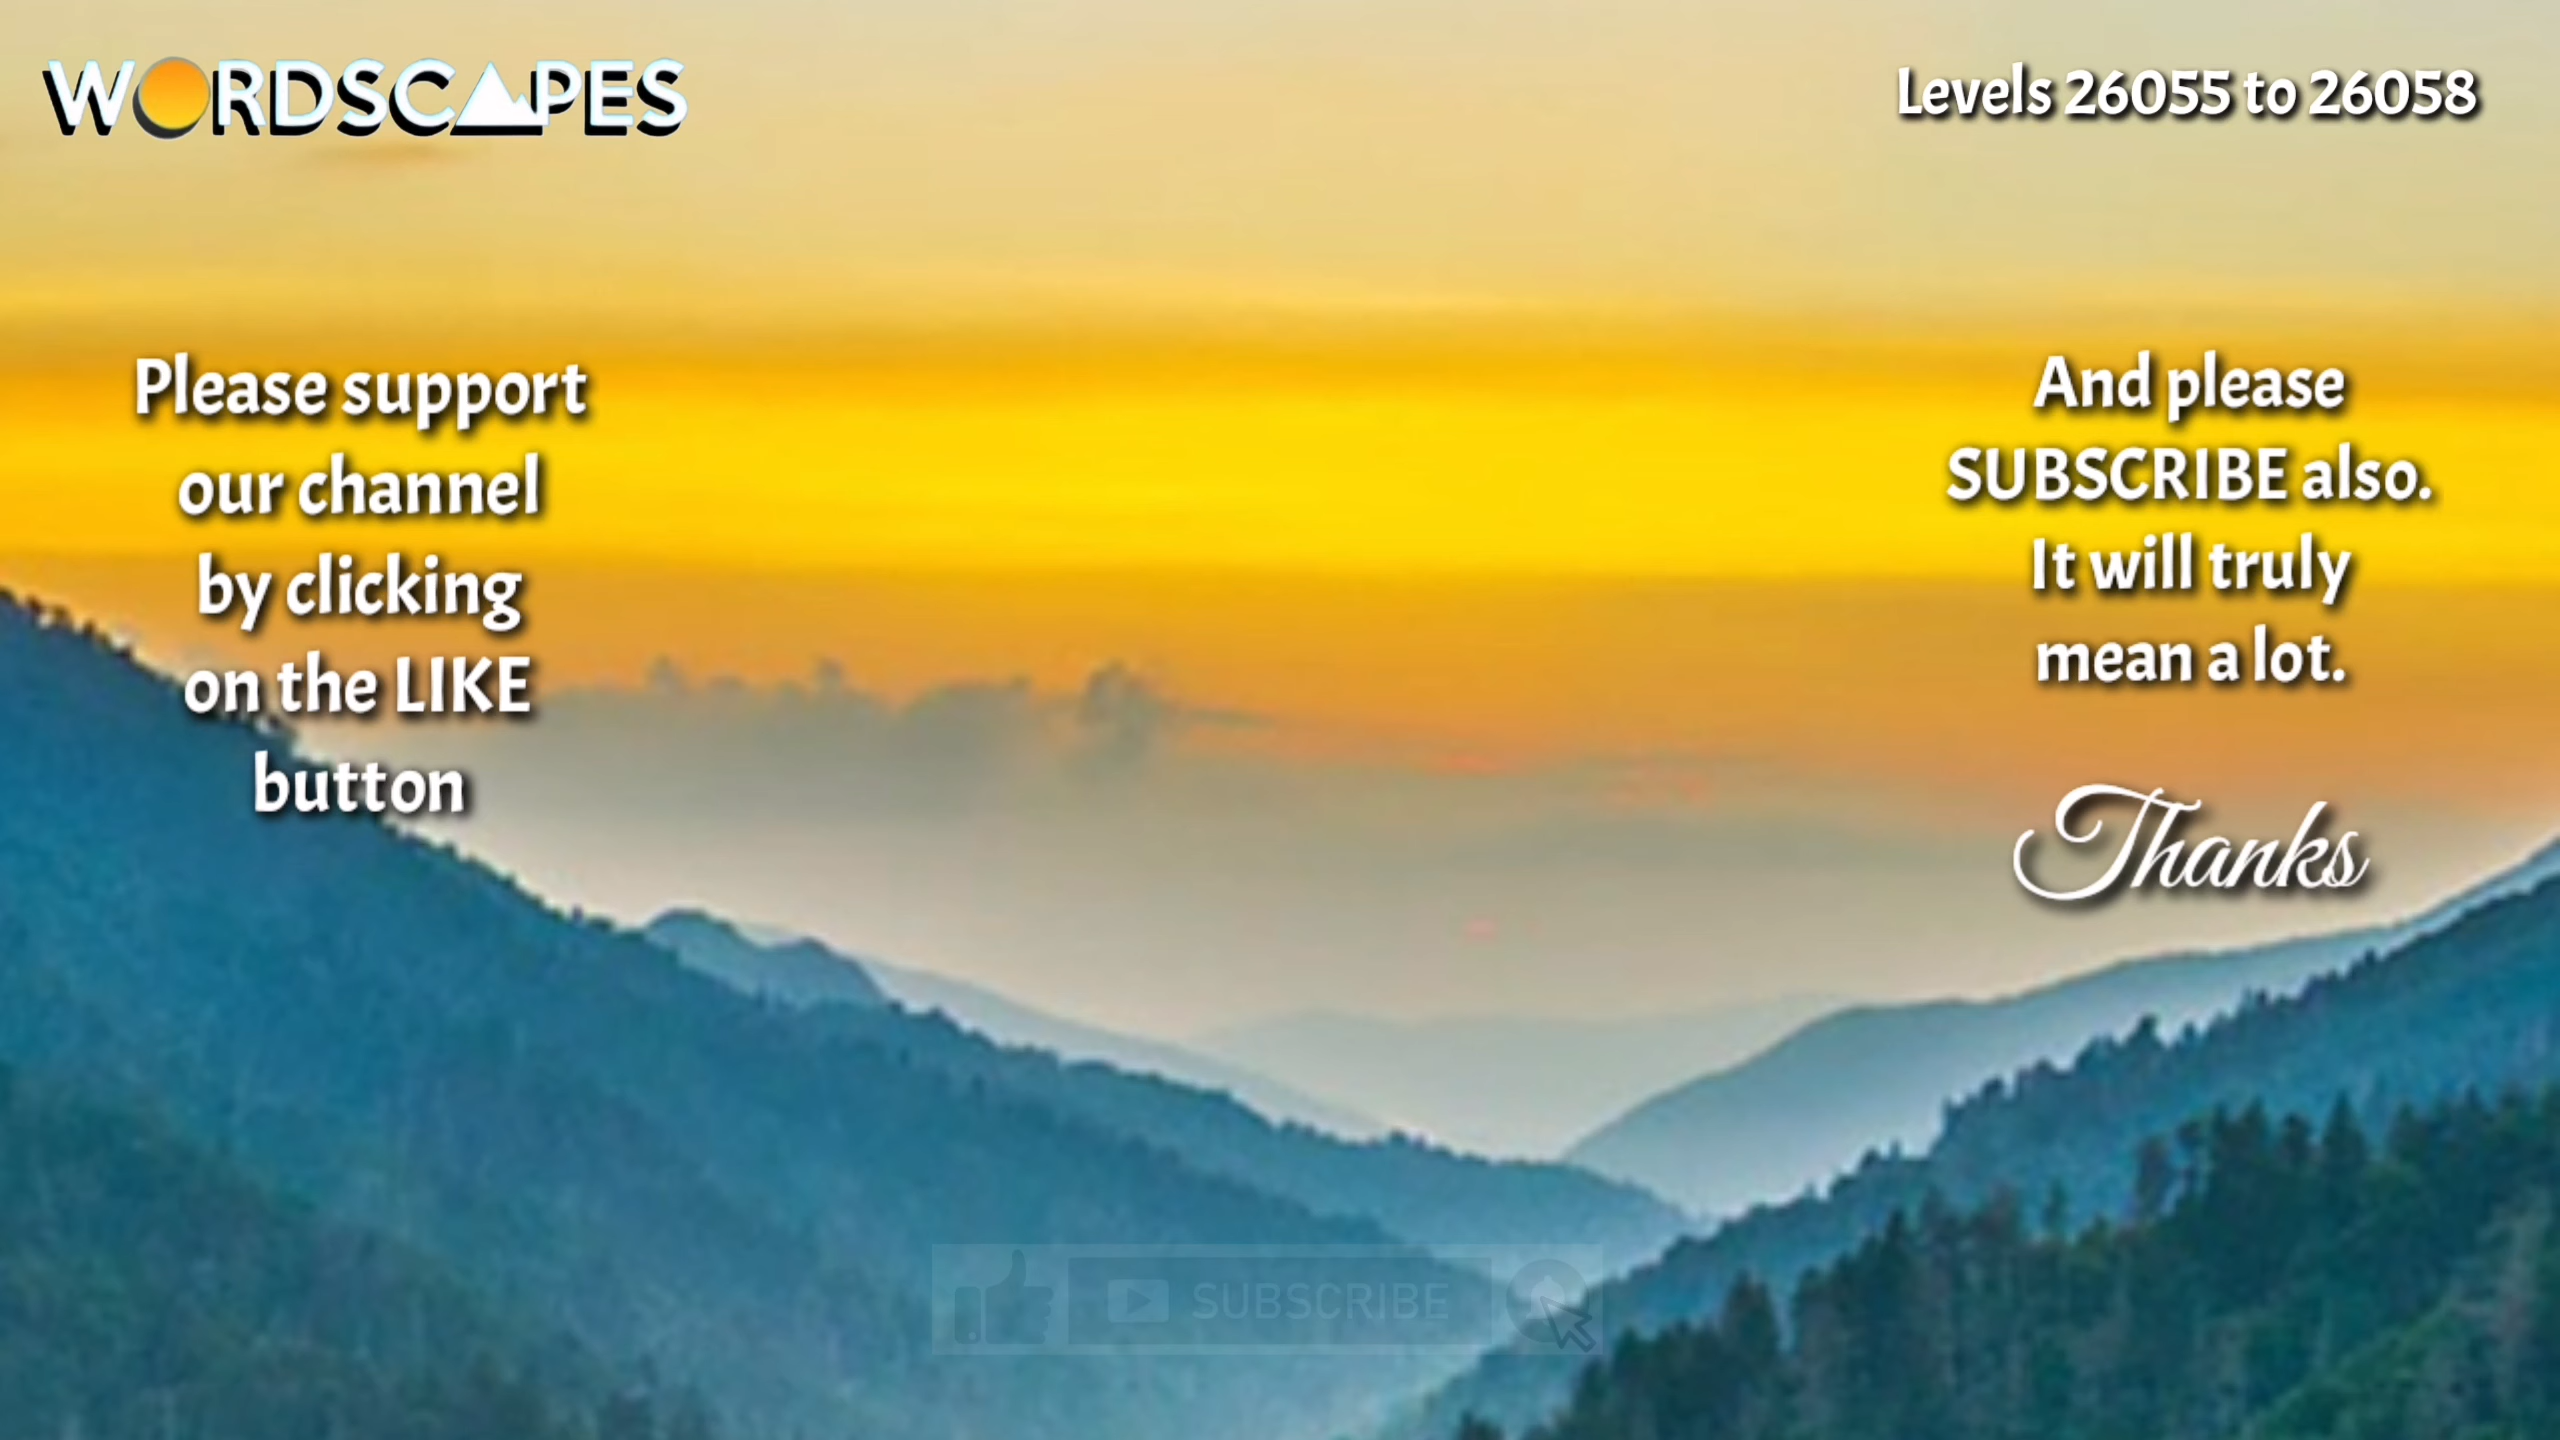 WORDSCAPES
Levels 26055 to 26058
Please support
our channel
by clicking
on the LIKE
button
And please
SUBSCRIBE also.
It will truly
mean a lot.
Thanks
SUBSCRIBE